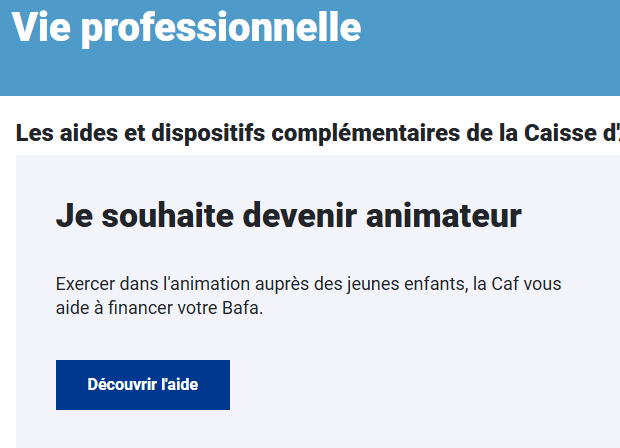 Vie professionnelle
Les aides et dispositifs complémentaires de la Caisse d'
Je souhaite devenir animateur
Exercer dans l'animation auprès des jeunes enfants, la Caf vous
aide à financer votre Bafa.
Découvrir l'aide